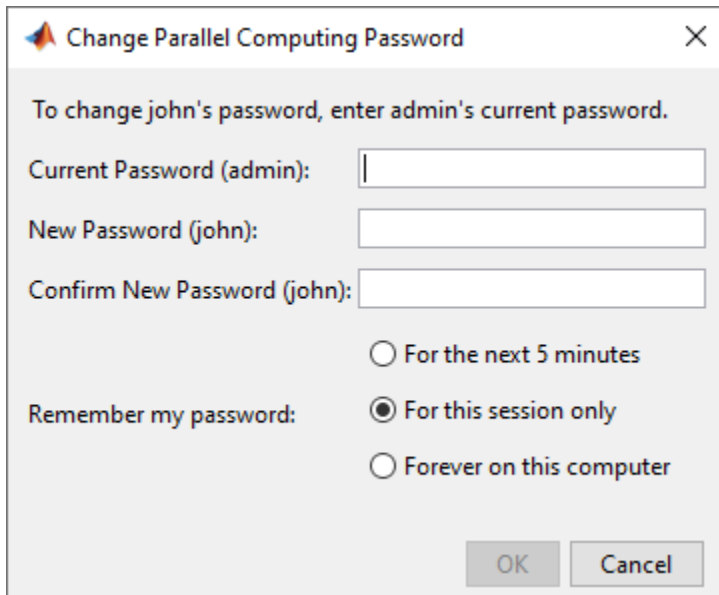 Change Parallel Computing Password
To change john's password, enter admin's current password.
Current Password (admin):
New Password (john):
Confirm New Password (john):
For the next 5 minutes
Remember my password:
For this session only
Forever on this computer
OK
Cancel